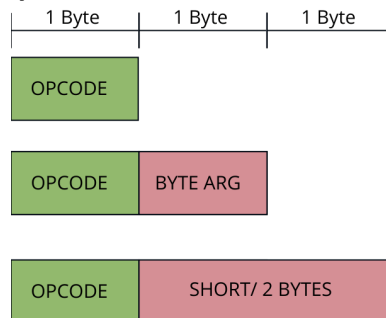 1 Byte 1 Byte 1 Byte
OPCODE
OPCODE BYTE ARG
OPCODE SHORT/ 2 BYTES